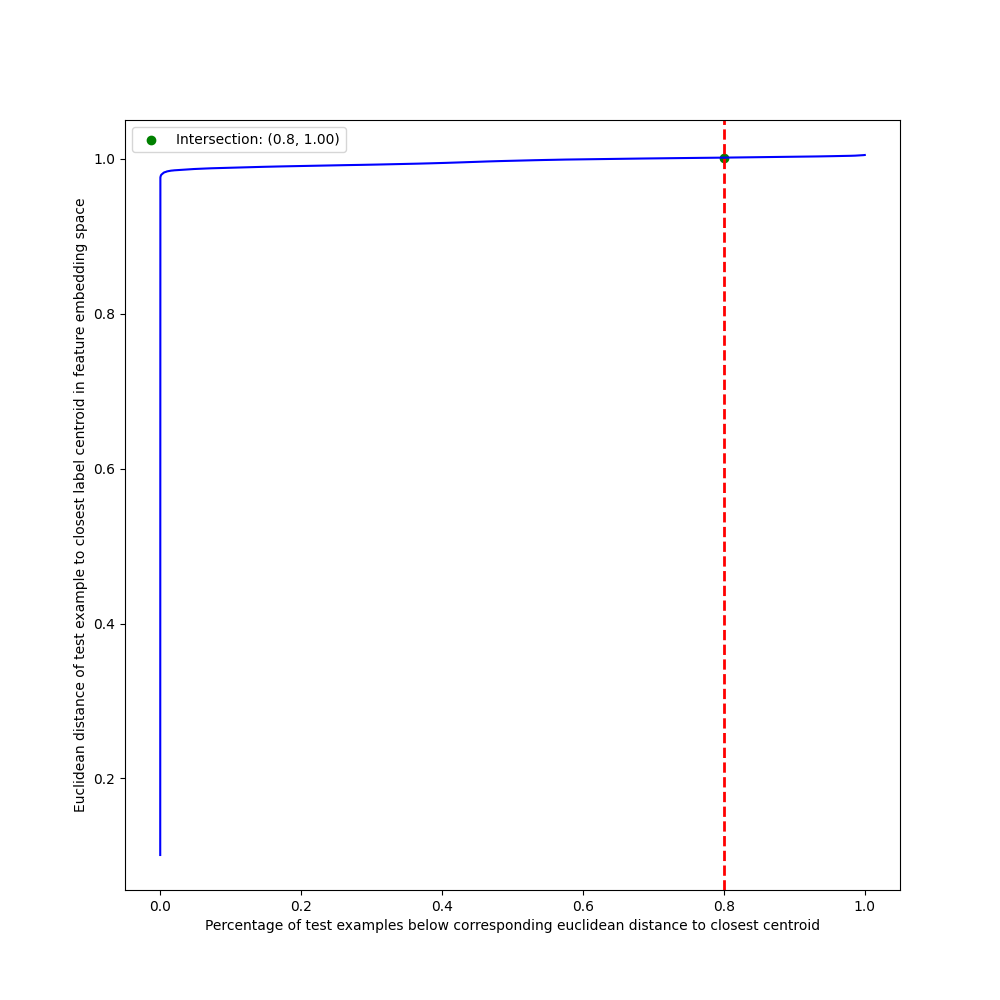 Intersection: (0.8, 1.00)
Euclidean distance of test example to closest label centroid in feature embedding space
1.0
0.8
0.6
0.4
0.2
0.0 0.2 0.4 0.6 0.8 1.0
Percentage of test examples below corresponding euclidean distance to closest centroid